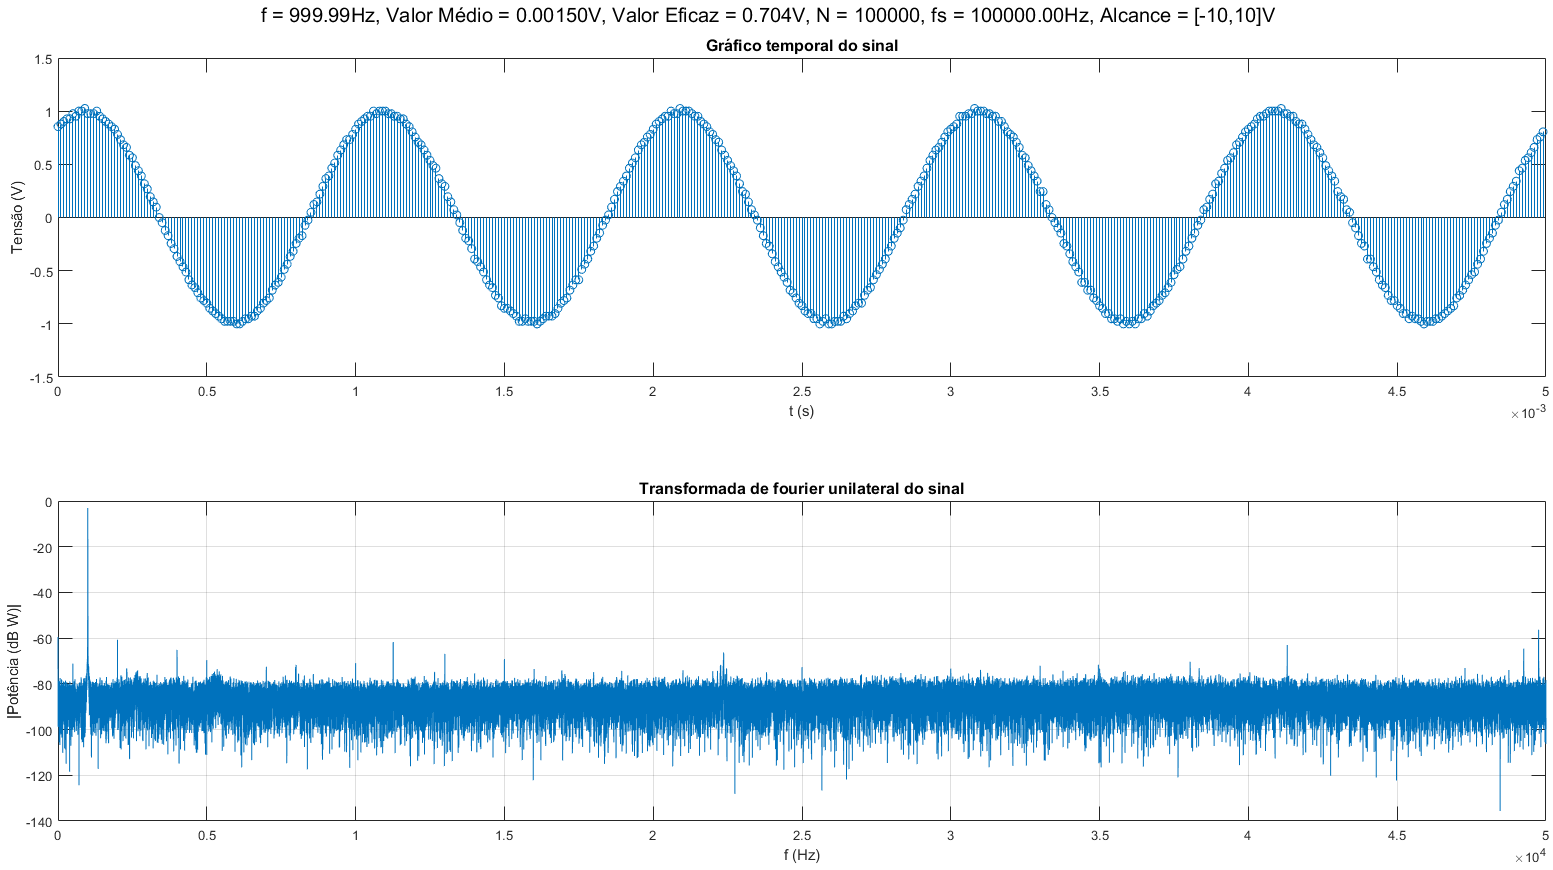 f = 999.99Hz, Valor Médio = 0.00150V, Valor Eficaz = 0.704V, N = 100000, fs = 100000.00Hz, Alcance = [-10,10]V
Gráfico temporal do sinal
1.5
1
0.5
0
-0.5
-1
-1.5
Tensão (V)
0 0.5 1 1.5 2 2.5 3 3.5 4 4.5 5
t (s)
×10-3
Transformada de fourier unilateral do sinal
0
-20
-40
-60
-80
-100
-120
-140
|Potência (dB W)|
0 0.5 1 1.5 2 2.5 3 3.5 4 4.5 5
f (Hz)
×104